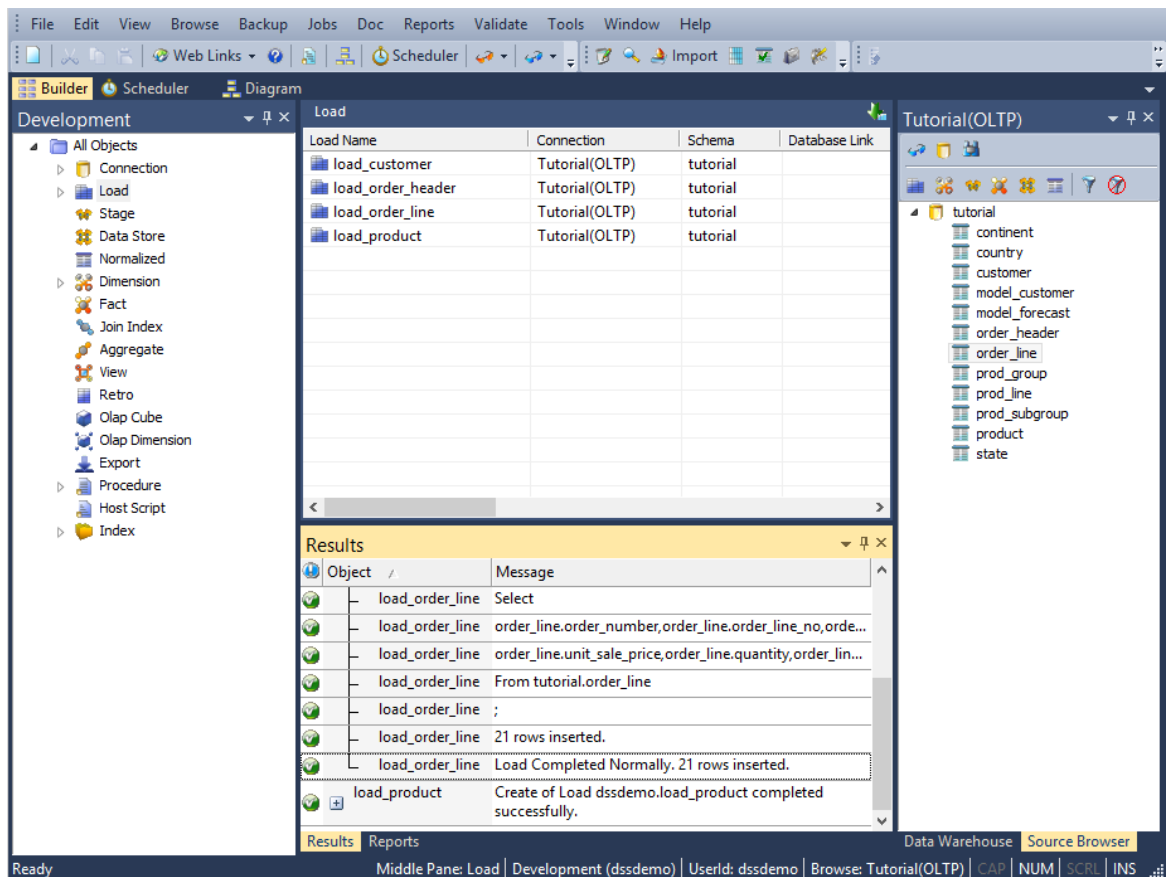 File Edit View Browse Backup Jobs Doc Reports Validate Tools Window Help
Web Links Scheduler Import
Builder Scheduler Diagram
Development
All Objects
Connection
Load
Stage
Data Store
Normalized
Dimension
Fact
Join Index
Aggregate
View
Retro
Olap Cube
Olap Dimension
Export
Procedure
Host Script
Index
Load
Load Name Connection Schema Database Link
load_customer Tutorial(OLTP) tutorial
load_order_header Tutorial(OLTP) tutorial
load_order_line Tutorial(OLTP) tutorial
load_product Tutorial(OLTP) tutorial
Results
Object Message
load_order_line Select
load_order_line order_line.order_number,order_line.order_line_no,orde...
load_order_line order_line.unit_sale_price,order_line.quantity,order_lin...
load_order_line From tutorial.order_line
load_order_line ;
load_order_line 21 rows inserted.
load_order_line Load Completed Normally. 21 rows inserted.
load_product Create of Load dssdemo.load_product completed
successfully.
Results Reports
Tutorial(OLTP)
tutorial
continent
country
customer
model_customer
model_forecast
order_header
order_line
prod_group
prod_line
prod_subgroup
product
state
Data Warehouse Source Browser
Ready Middle Pane: Load Development (dssdemo) UserId: dssdemo Browse: Tutorial(OLTP) CAP NUM SCRL INS